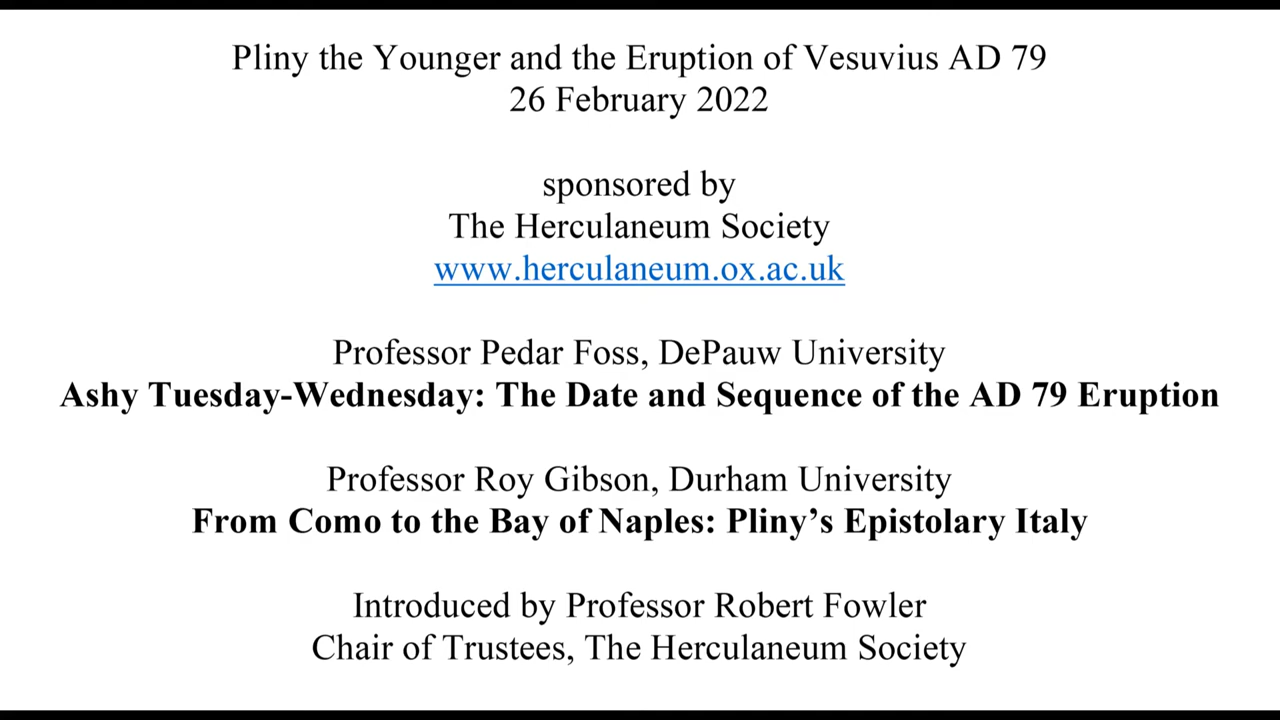 Pliny the Younger and the Eruption of Vesuvius AD 79
26 February 2022
sponsored by
The Herculaneum Society
www.herculaneum.ox.ac.uk
Professor Pedar Foss, DePauw University
Ashy Tuesday-Wednesday: The Date and Sequence of the AD 79 Eruption
Professor Roy Gibson, Durham University
From Como to the Bay of Naples: Pliny’s Epistolary Italy
Introduced by Professor Robert Fowler
Chair of Trustees, The Herculaneum Society